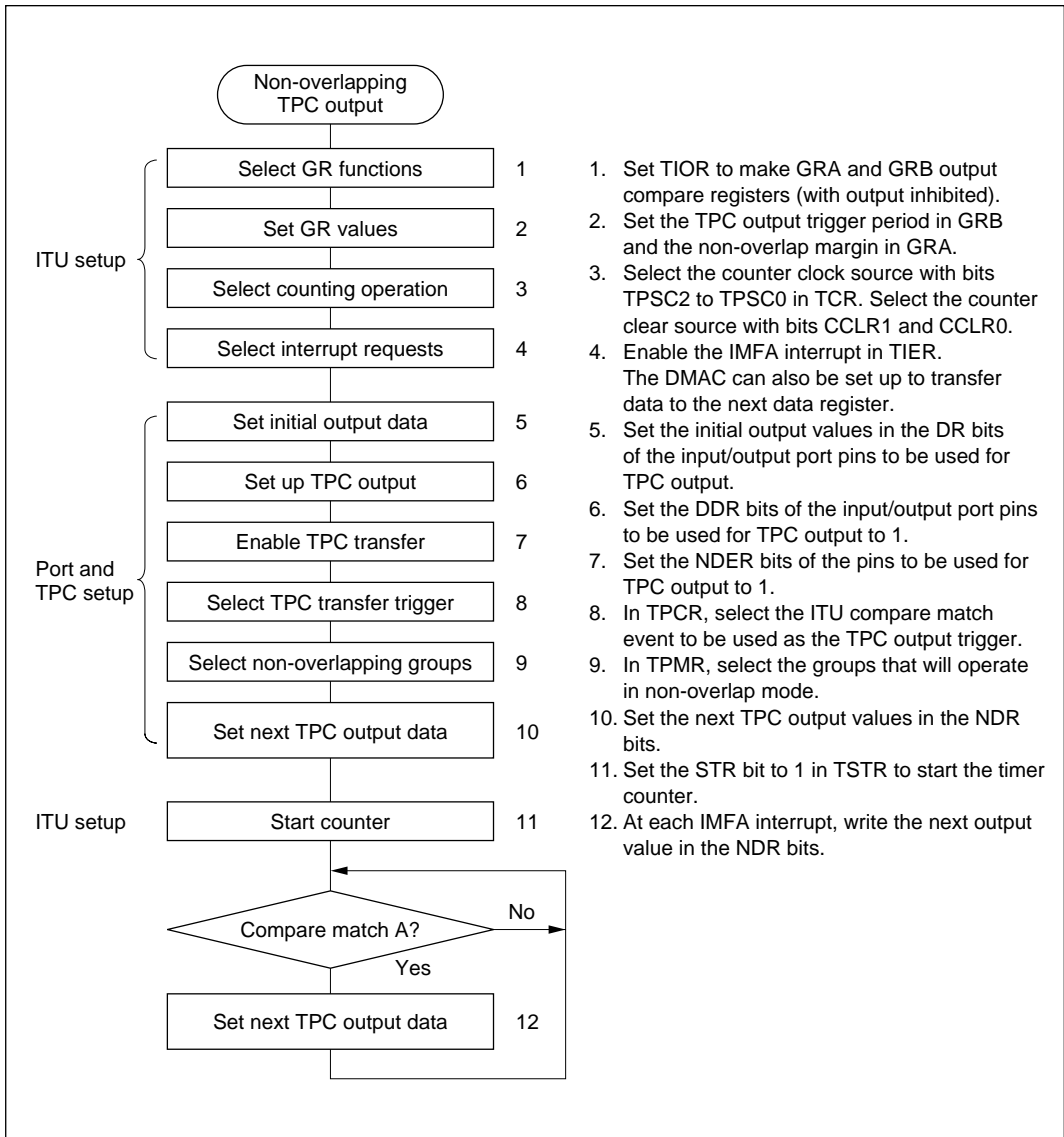 Non-overlapping
TPC output
ITU setup
Select GR functions 1
Set GR values 2
Select counting operation 3
Select interrupt requests 4
Port and
TPC setup
Set initial output data 5
Set up TPC output 6
Enable TPC transfer 7
Select TPC transfer trigger 8
Select non-overlapping groups 9
Set next TPC output data 10
ITU setup
Start counter 11
Compare match A?
No
Yes
Set next TPC output data 12
1. Set TIOR to make GRA and GRB output
compare registers (with output inhibited).
2. Set the TPC output trigger period in GRB
and the non-overlap margin in GRA.
3. Select the counter clock source with bits
TPSC2 to TPSC0 in TCR. Select the counter
clear source with bits CCLR1 and CCLR0.
4. Enable the IMFA interrupt in TIER.
The DMAC can also be set up to transfer
data to the next data register.
5. Set the initial output values in the DR bits
of the input/output port pins to be used for
TPC output.
6. Set the DDR bits of the input/output port pins
to be used for TPC output to 1.
7. Set the NDER bits of the pins to be used for
TPC output to 1.
8. In TPCR, select the ITU compare match
event to be used as the TPC output trigger.
9. In TPMR, select the groups that will operate
in non-overlap mode.
10. Set the next TPC output values in the NDR
bits.
11. Set the STR bit to 1 in TSTR to start the timer
counter.
12. At each IMFA interrupt, write the next output
value in the NDR bits.